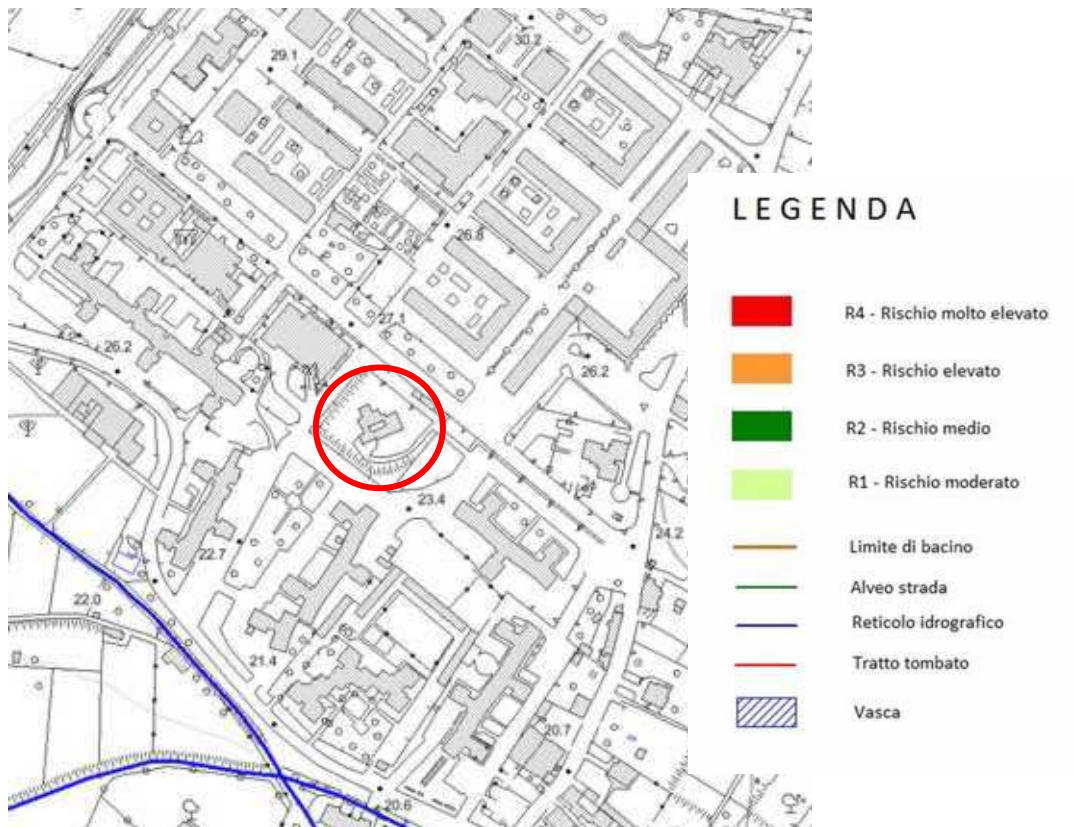 30.2
29.1
26.8
27.1
26.2
26.2
23.4
24.2
22.7
22.0
21.4
20.7
20.6
LEGENDA
R4 - Rischio molto elevato
R3 - Rischio elevato
R2 - Rischio medio
R1 - Rischio moderato
Limite di bacino
Alveo strada
Reticolo idrografico
Tratto tombato
Vasca